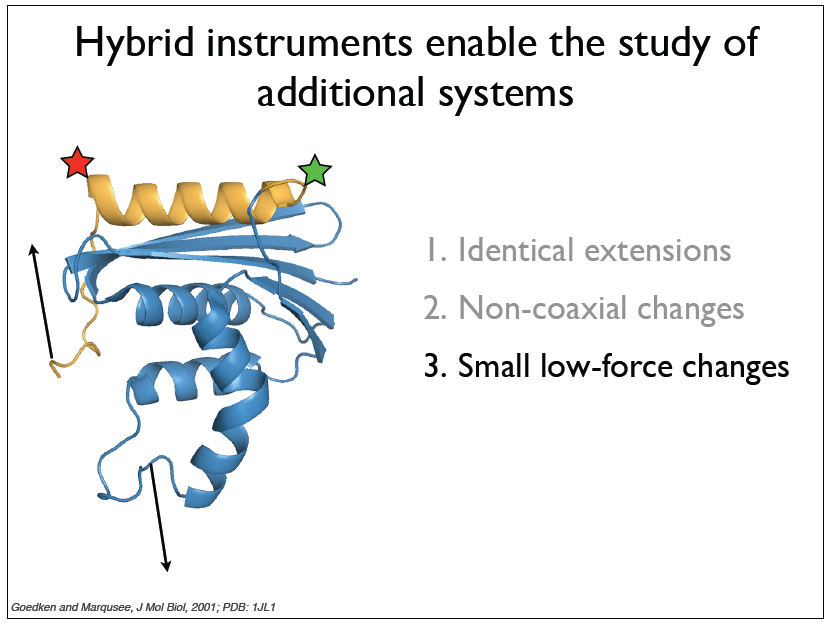 Hybrid instruments enable the study of
additional systems
1. Identical extensions
2. Non-coaxial changes
3. Small low-force changes
Goedken and Marqusee, J Mol Biol, 2001; PDB: 1JL1